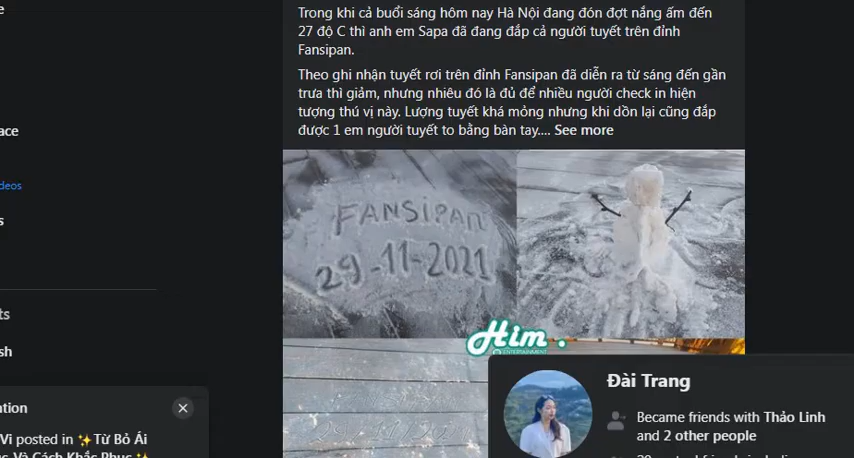 Trong khi cả buổi sáng hôm nay Hà Nội đang đón đợt nắng ấm đến
27 độ C thì anh em Sapa đã đang đắp cả người tuyết trên đỉnh
Fansipan.
Theo ghi nhận tuyết rơi trên đỉnh Fansipan đã diễn ra từ sáng đến gần
trưa thì giảm, nhưng nhiêu đó là đủ để nhiều người check in hiện
tượng thú vị này. Lượng tuyết khá mỏng nhưng khi dồn lại cũng đắp
được 1 em người tuyết to bằng bàn tay.... See more
ace
deos
s
ts
sh
FANSIPAN
29-11-2021
Him.
ENTERTAINMENT
ation
Vi posted in ✨Từ Bỏ Ái
Và Cách Khắc Phục✨
Đài Trang
Became friends with Thảo Linh
and 2 other people